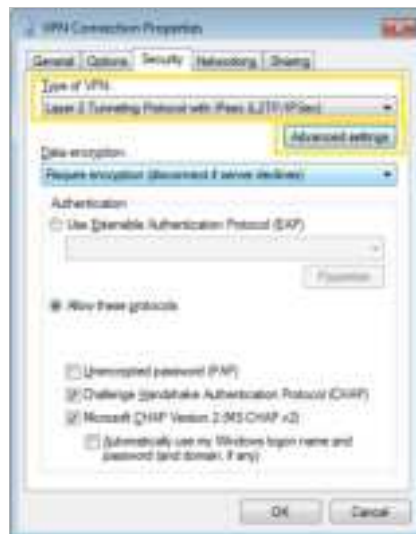 VPN Connection Properties
General Options Security Networking Sharing
Type of VPN:
Layer 2 Tunneling Protocol with IPsec (L2TP/IPSec)
Advanced settings
Data encryption:
Require encryption (disconnect if server declines)
Authentication
Use Extensible Authentication Protocol (EAP)
Properties
Allow these protocols
Unencrypted password (PAP)
Challenge Handshake Authentication Protocol (CHAP)
Microsoft CHAP Version 2 (MS-CHAP v2)
Automatically use my Windows logon name and
password (and domain, if any)
OK Cancel